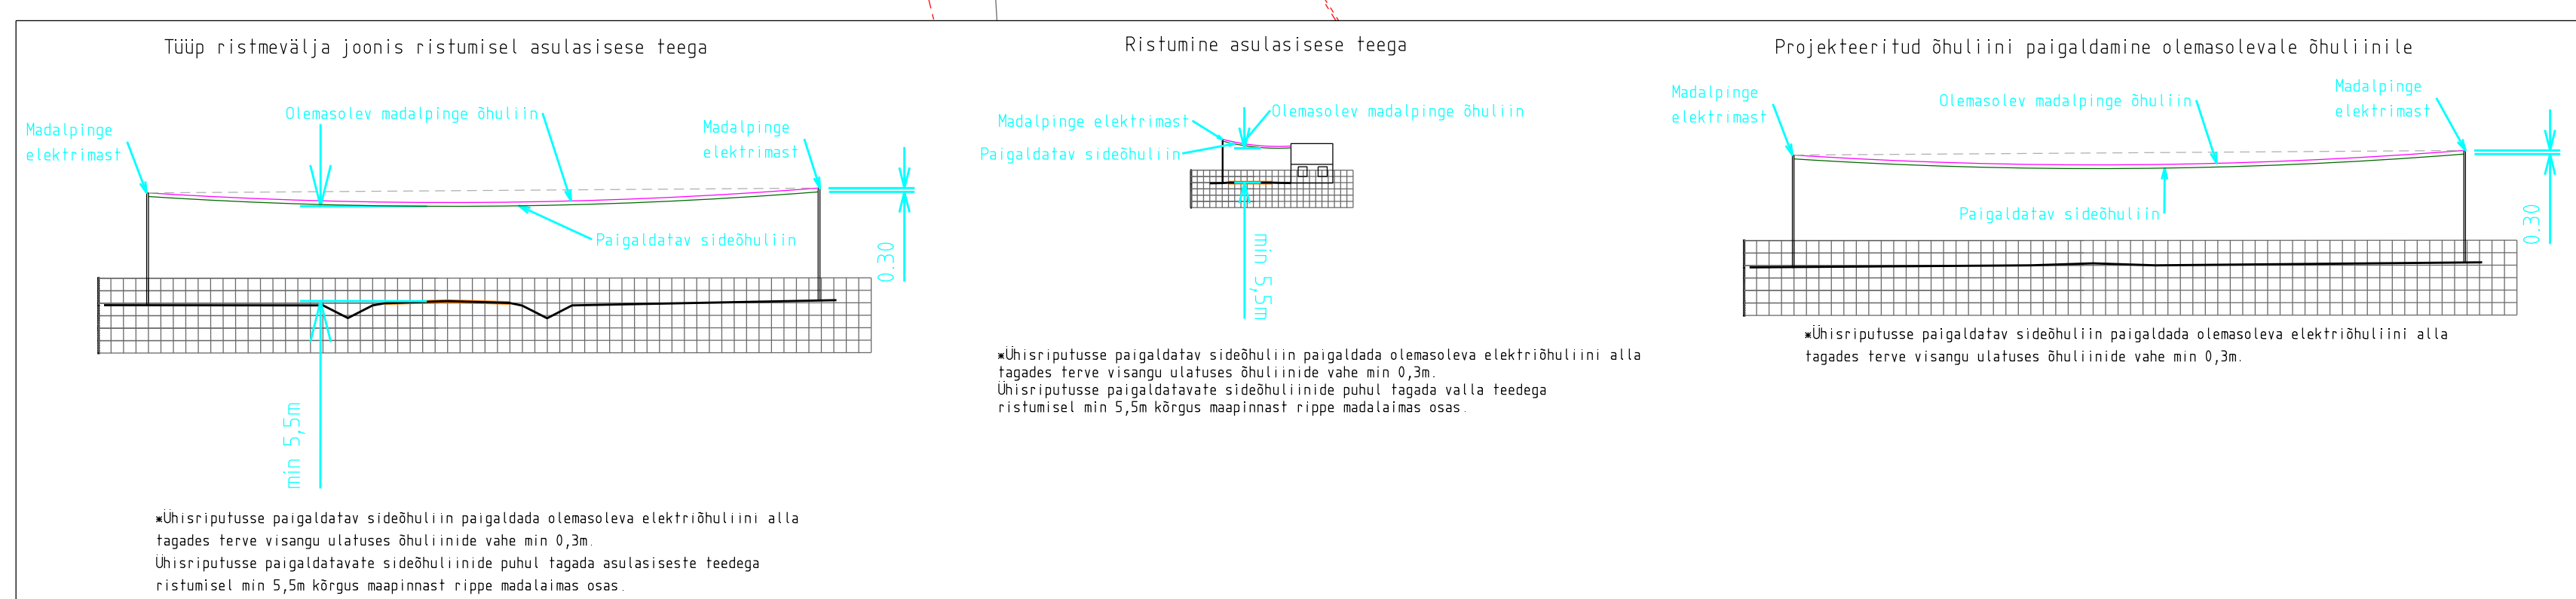 Tüüp ristmevälja joonis ristumisel asulasisese teega
Olemasolev madalpinge õhuliin
Madalpinge
elektrimast
Madalpinge
elektrimast
Paigaldatav sideõhuliin
0.30
min 5,5m
*Ühisriputusse paigaldatav sideõhuliin paigaldada olemasoleva elektriõhuliini alla
tagades terve visangu ulatuses õhuliinide vahe min 0,3m.
Ühisriputusse paigaldatavate sideõhuliinide puhul tagada asulasiseste teedega
ristumisel min 5,5m kõrgus maapinnast rippe madalaimas osas.
Ristumine asulasisese teega
Olemasolev madalpinge õhuliin
Madalpinge elektrimast
Paigaldatav sideõhuliin
min 5,5m
*Ühisriputusse paigaldatav sideõhuliin paigaldada olemasoleva elektriõhuliini alla
tagades terve visangu ulatuses õhuliinide vahe min 0,3m.
Ühisriputusse paigaldatavate sideõhuliinide puhul tagada valla teedega
ristumisel min 5,5m kõrgus maapinnast rippe madalaimas osas.
Projekteeritud õhuliini paigaldamine olemasolevale õhuliinile
Madalpinge
elektrimast
Olemasolev madalpinge õhuliin
Madalpinge
elektrimast
Paigaldatav sideõhuliin
0.30
*Ühisriputusse paigaldatav sideõhuliin paigaldada olemasoleva elektriõhuliini alla
tagades terve visangu ulatuses õhuliinide vahe min 0,3m.